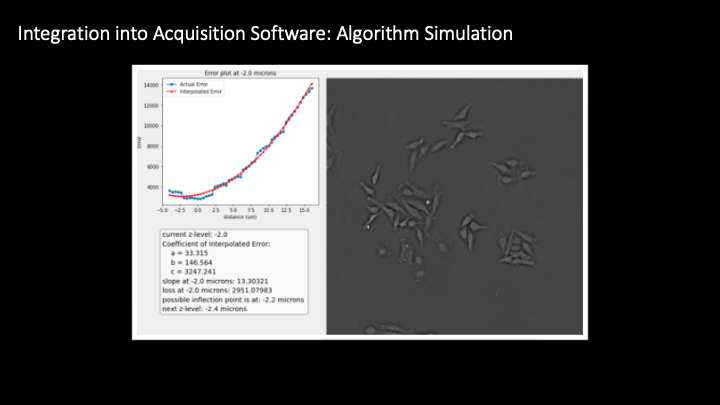 Integration into Acquisition Software: Algorithm Simulation
Error plot at -2.0 microns
Actual Error
Interpolated Error
14000
12000
10000
8000
6000
4000
Error
-5.0 -2.5 0.0 2.5 5.0 7.5 10.0 12.5 15.0
distance (um)
current z-level: -2.0
Coefficient of Interpolated Error:
a = 33.315
b = 146.564
c = 3247.241
slope at -2.0 microns: 13.30321
loss at -2.0 microns: 2951.07983
possible inflection point is at: -2.2 microns
next z-level: -2.4 microns